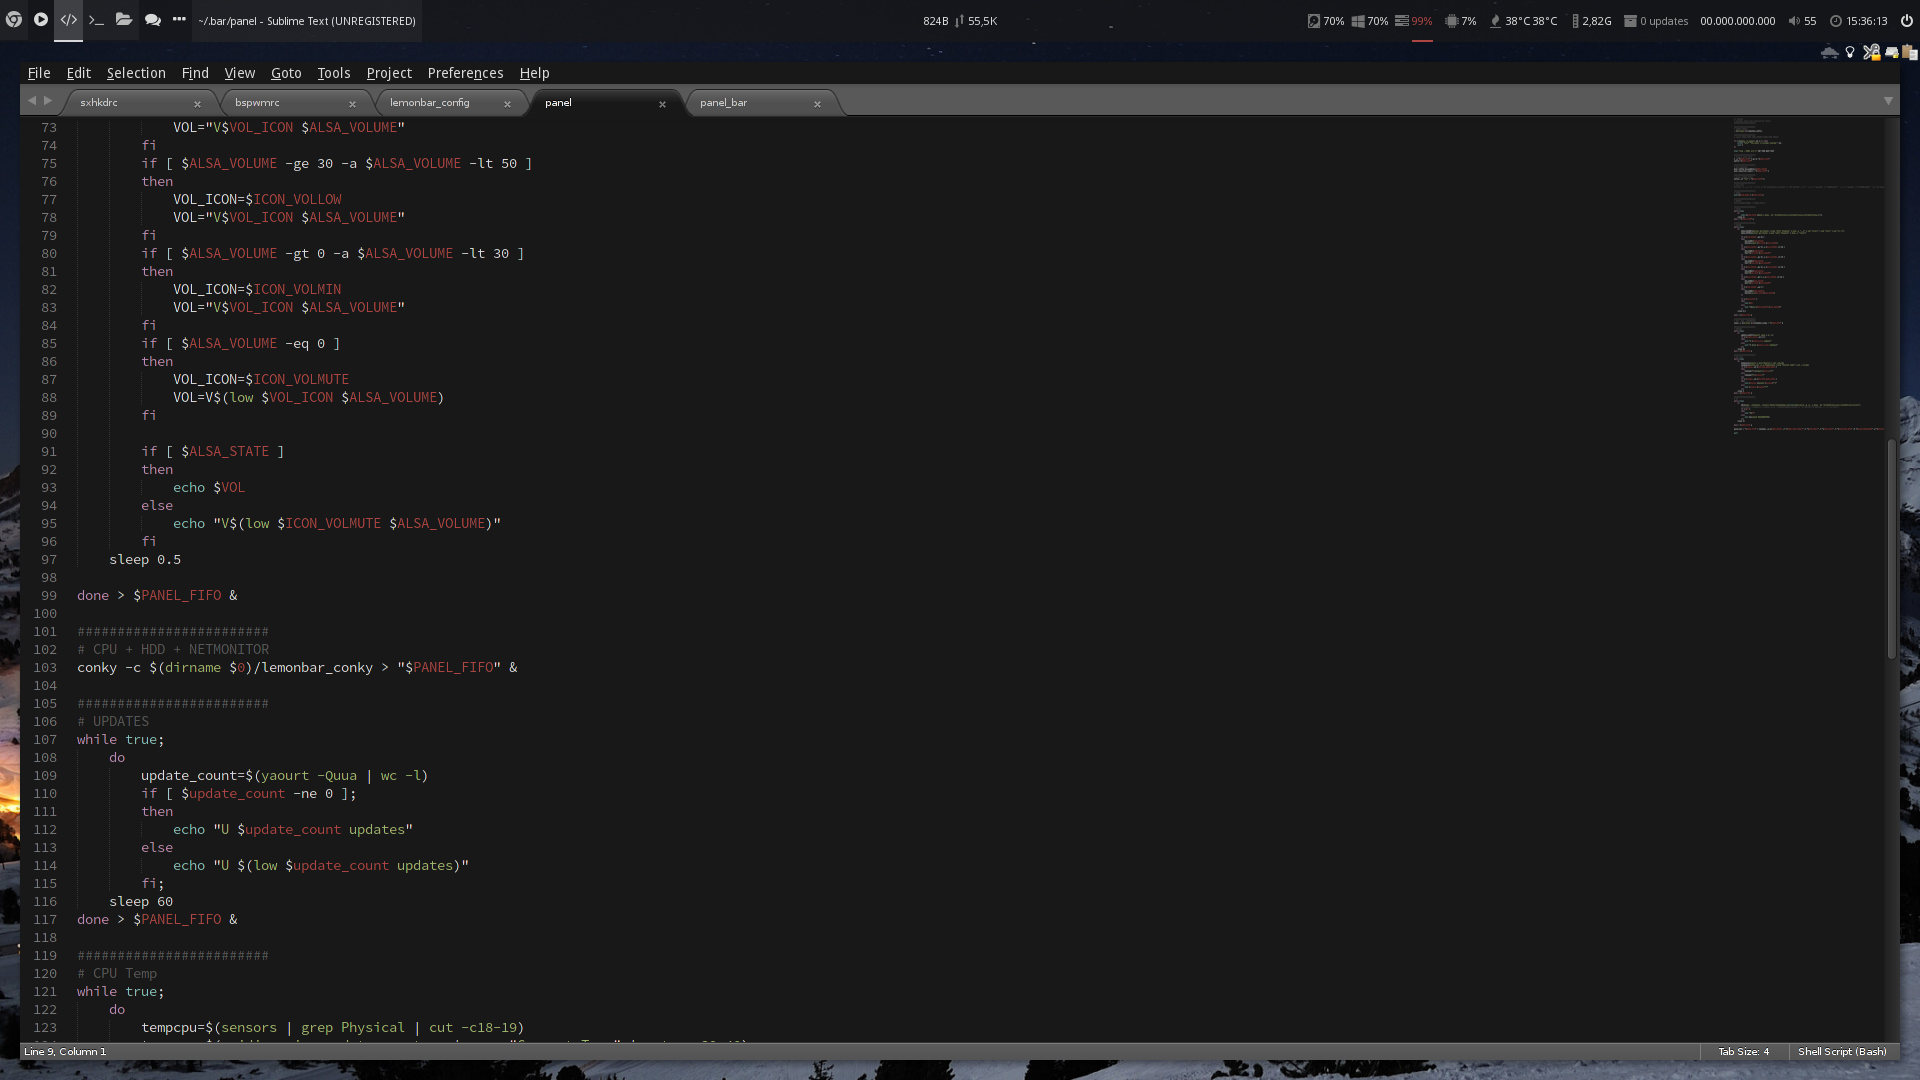 ~/.bar/panel - Sublime Text (UNREGISTERED)
824B 55,5K
70% 70% 99% 7% 38°C 38°C 2,82G 0 updates 00.000.000.000 55 15:36:13
File Edit Selection Find View Goto Tools Project Preferences Help
sxhkdrc × bspwmrc × lemonbar_config × panel × panel_bar ×
73 VOL="V$VOL_ICON $ALSA_VOLUME"
74 fi
75 if [ $ALSA_VOLUME -ge 30 -a $ALSA_VOLUME -lt 50 ]
76 then
77 VOL_ICON=$ICON_VOLLOW
78 VOL="V$VOL_ICON $ALSA_VOLUME"
79 fi
80 if [ $ALSA_VOLUME -gt 0 -a $ALSA_VOLUME -lt 30 ]
81 then
82 VOL_ICON=$ICON_VOLMIN
83 VOL="V$VOL_ICON $ALSA_VOLUME"
84 fi
85 if [ $ALSA_VOLUME -eq 0 ]
86 then
87 VOL_ICON=$ICON_VOLMUTE
88 VOL=V$(low $VOL_ICON $ALSA_VOLUME)
89 fi
90
91 if [ $ALSA_STATE ]
92 then
93 echo $VOL
94 else
95 echo "V$(low $ICON_VOLMUTE $ALSA_VOLUME)"
96 fi
97 sleep 0.5
98
99 done > $PANEL_FIFO &
100
101 ########################
102 # CPU + HDD + NETMONITOR
103 conky -c $(dirname $0)/lemonbar_conky > "$PANEL_FIFO" &
104
105 ########################
106 # UPDATES
107 while true;
108 do
109 update_count=$(yaourt -Quua | wc -l)
110 if [ $update_count -ne 0 ];
111 then
112 echo "U $update_count updates"
113 else
114 echo "U $(low $update_count updates)"
115 fi;
116 sleep 60
117 done > $PANEL_FIFO &
118
119 ########################
120 # CPU Temp
121 while true;
122 do
123 tempcpu=$(sensors | grep Physical | cut -c18-19)
Line 9, Column 1
Tab Size: 4 Shell Script (Bash)